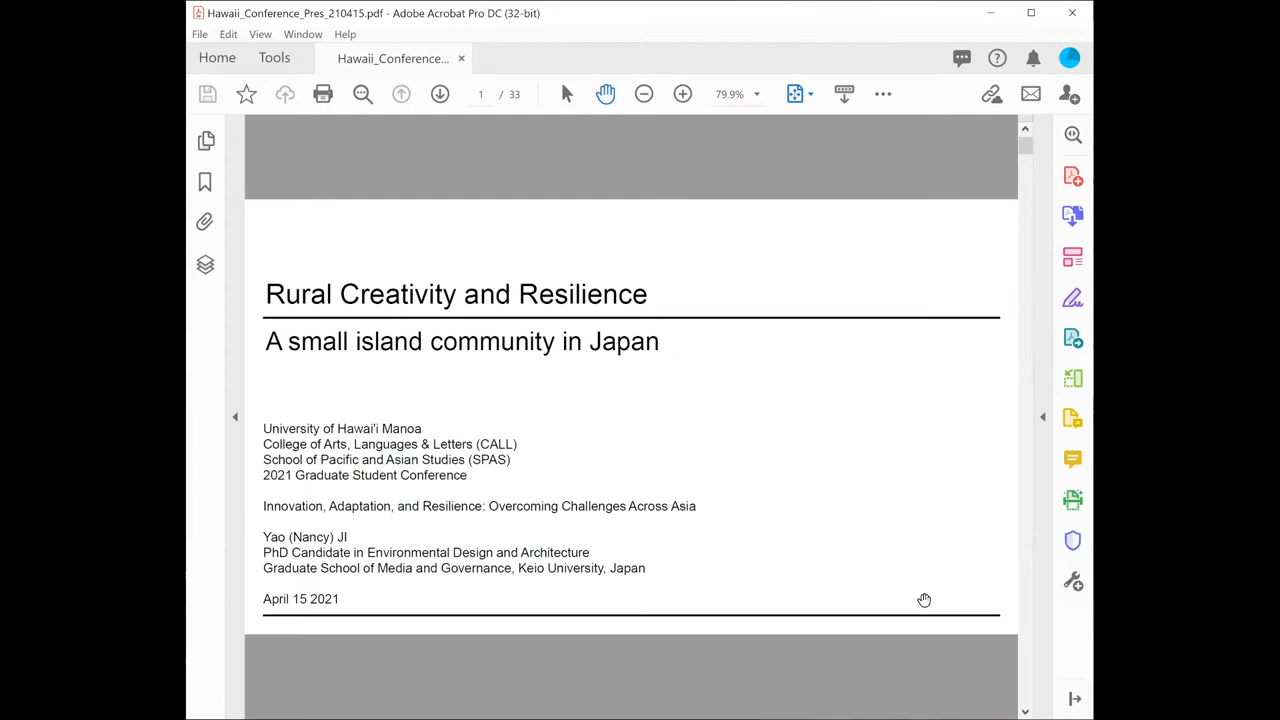 Hawaii_Conference_Pres_210415.pdf - Adobe Acrobat Pro DC (32-bit)
File Edit View Window Help
Home Tools Hawaii_Conference...
1 / 33 79.9%
Rural Creativity and Resilience
A small island community in Japan
University of Hawai'i Manoa
College of Arts, Languages & Letters (CALL)
School of Pacific and Asian Studies (SPAS)
2021 Graduate Student Conference
Innovation, Adaptation, and Resilience: Overcoming Challenges Across Asia
Yao (Nancy) JI
PhD Candidate in Environmental Design and Architecture
Graduate School of Media and Governance, Keio University, Japan
April 15 2021